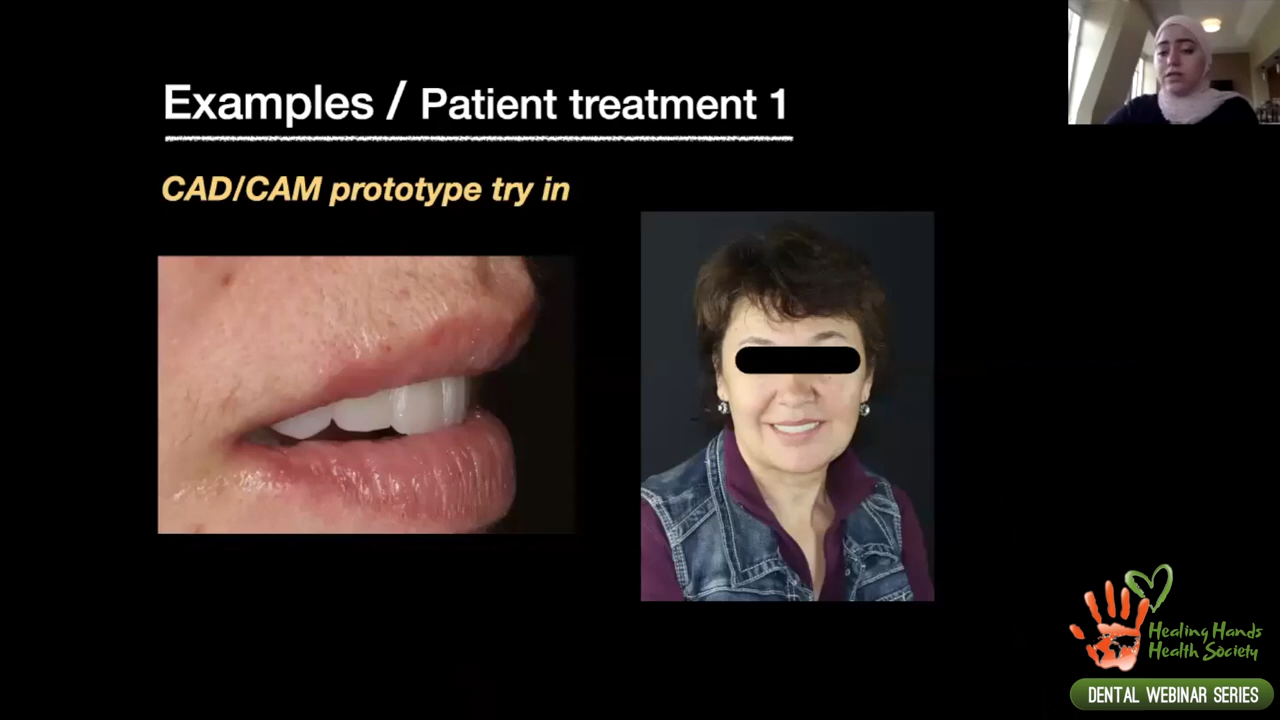 Examples / Patient treatment 1
CAD/CAM prototype try in
Healing Hands
Health Society
DENTAL WEBINAR SERIES